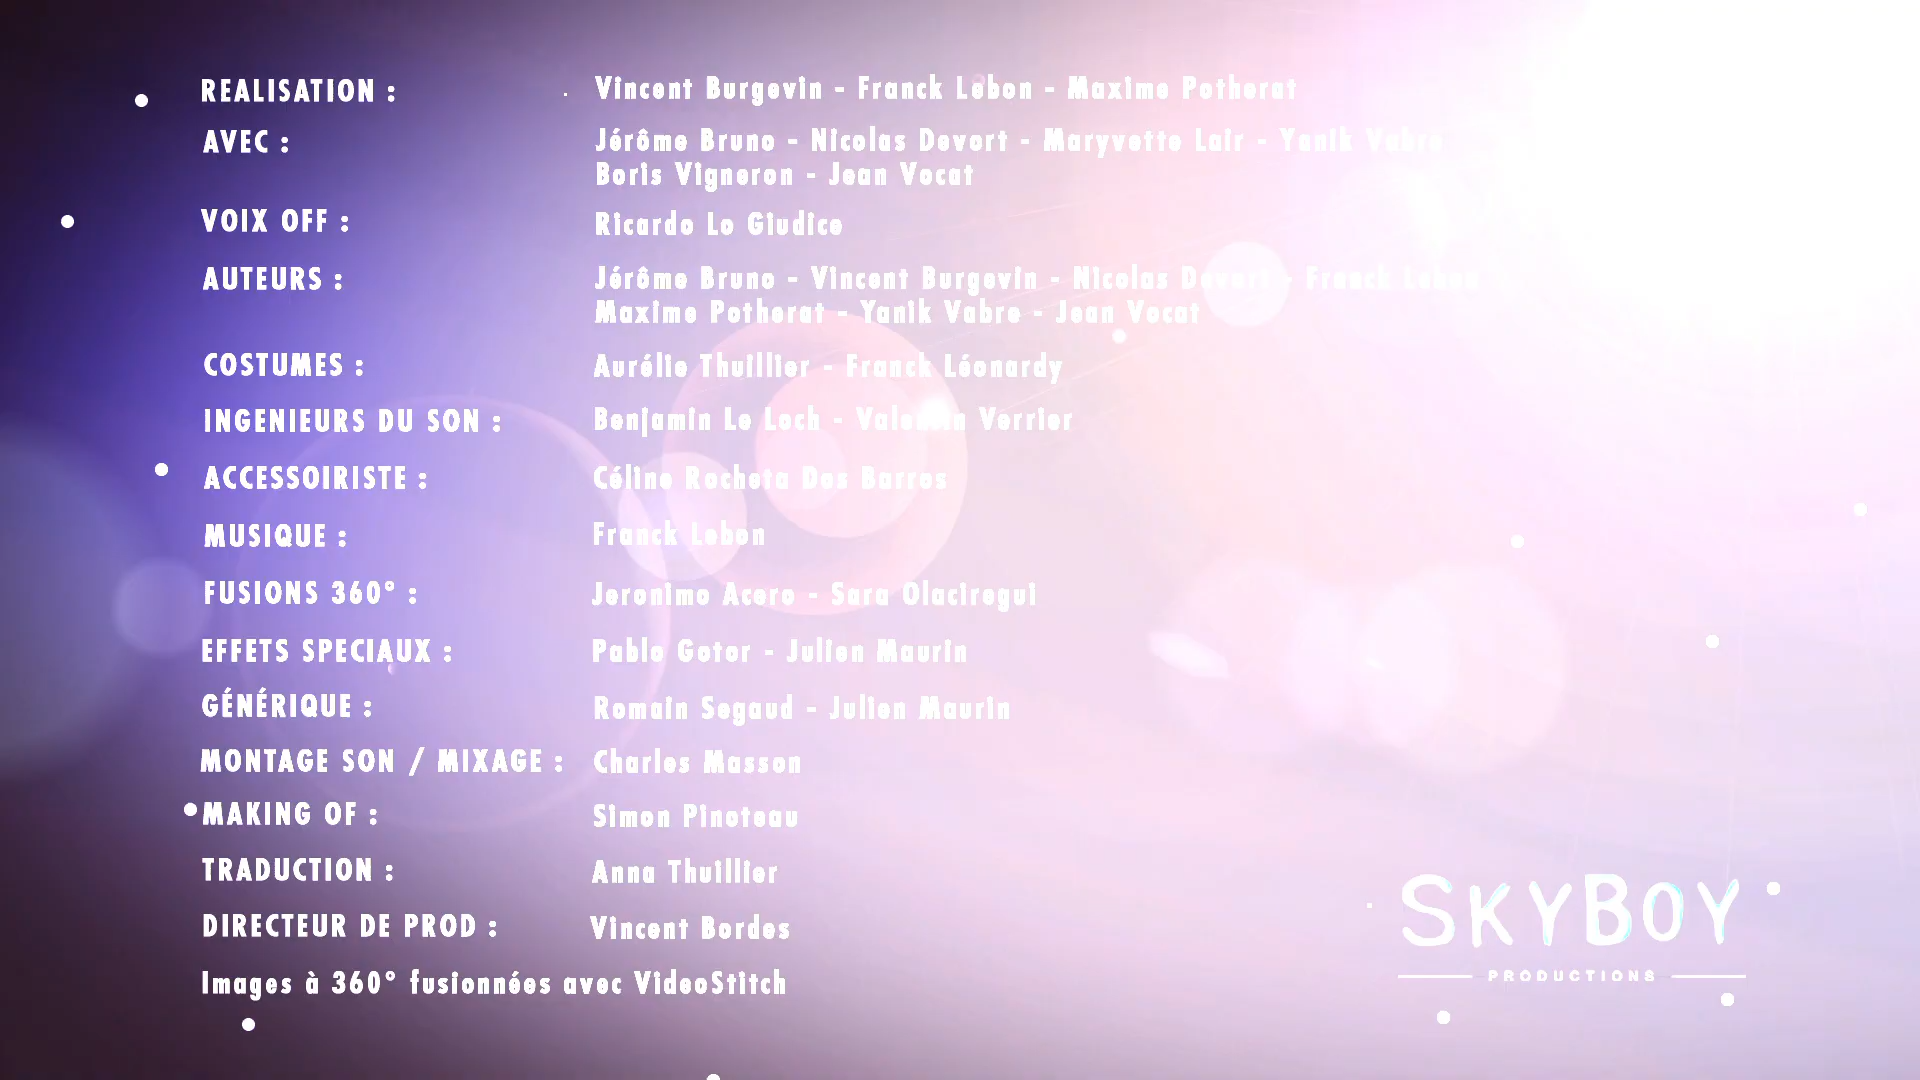 REALISATION : Vincent Burgevin - Franck Lebon - Maxime Potherat
AVEC : Jérôme Bruno - Nicolas Devort - Maryvette Lair - Yanik Vabre
Boris Vigneron - Jean Vocat
VOIX OFF : Ricardo Lo Giudice
AUTEURS : Jérôme Bruno - Vincent Burgevin - Nicolas Devort - Franck Lebon
Maxime Potherat - Yanik Vabre - Jean Vocat
COSTUMES : Aurélie Thuillier - Franck Léonardy
INGENIEURS DU SON : Benjamin Le Loch - Valentin Verrier
ACCESSOIRISTE : Céline Rocheta Das Barros
MUSIQUE : Franck Lebon
FUSIONS 360° : Jeronimo Acero - Sara Olaciregui
EFFETS SPECIAUX : Pablo Gotor - Julien Maurin
GÉNÉRIQUE : Romain Segaud - Julien Maurin
MONTAGE SON / MIXAGE : Charles Masson
MAKING OF : Simon Pinoteau
TRADUCTION : Anna Thuillier
DIRECTEUR DE PROD : Vincent Bordes
Images à 360° fusionnées avec VideoStitch
SKYBOY
PRODUCTIONS